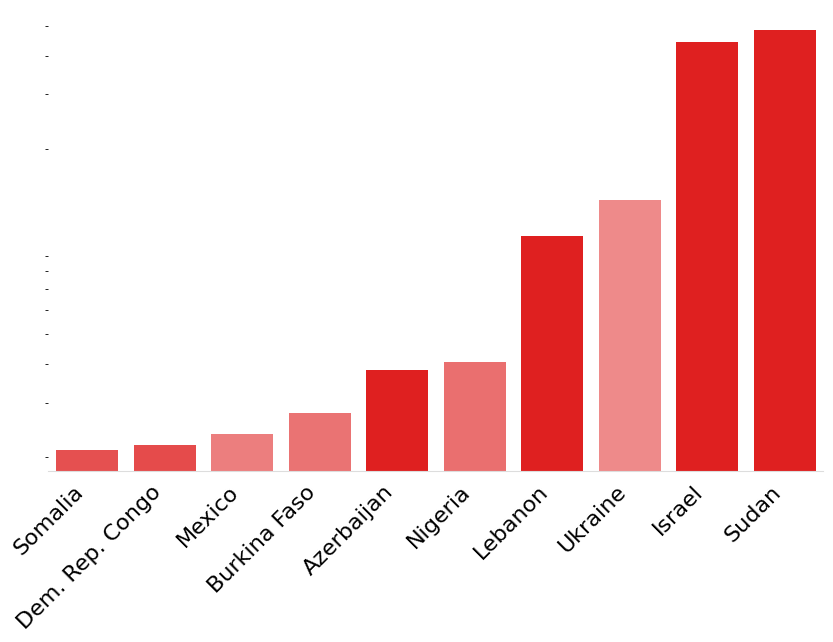 Somalia
Dem. Rep. Congo
Mexico
Burkina Faso
Azerbaijan
Nigeria
Lebanon
Ukraine
Israel
Sudan